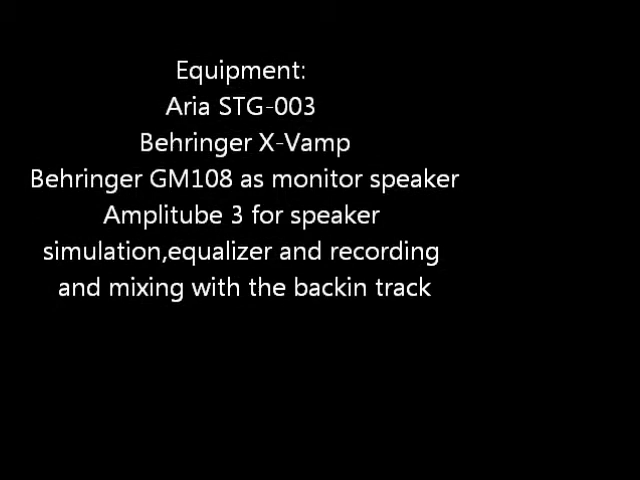 Equipment:
Aria STG-003
Behringer X-Vamp
Behringer GM108 as monitor speaker
Amplitube 3 for speaker
simulation,equalizer and recording
and mixing with the backin track